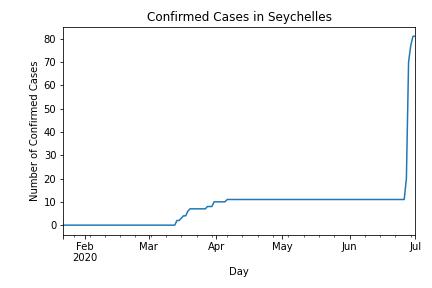 Confirmed Cases in Seychelles
Number of Confirmed Cases
80
70
60
50
40
30
20
10
0
Feb Mar Apr May Jun Jul
2020
Day